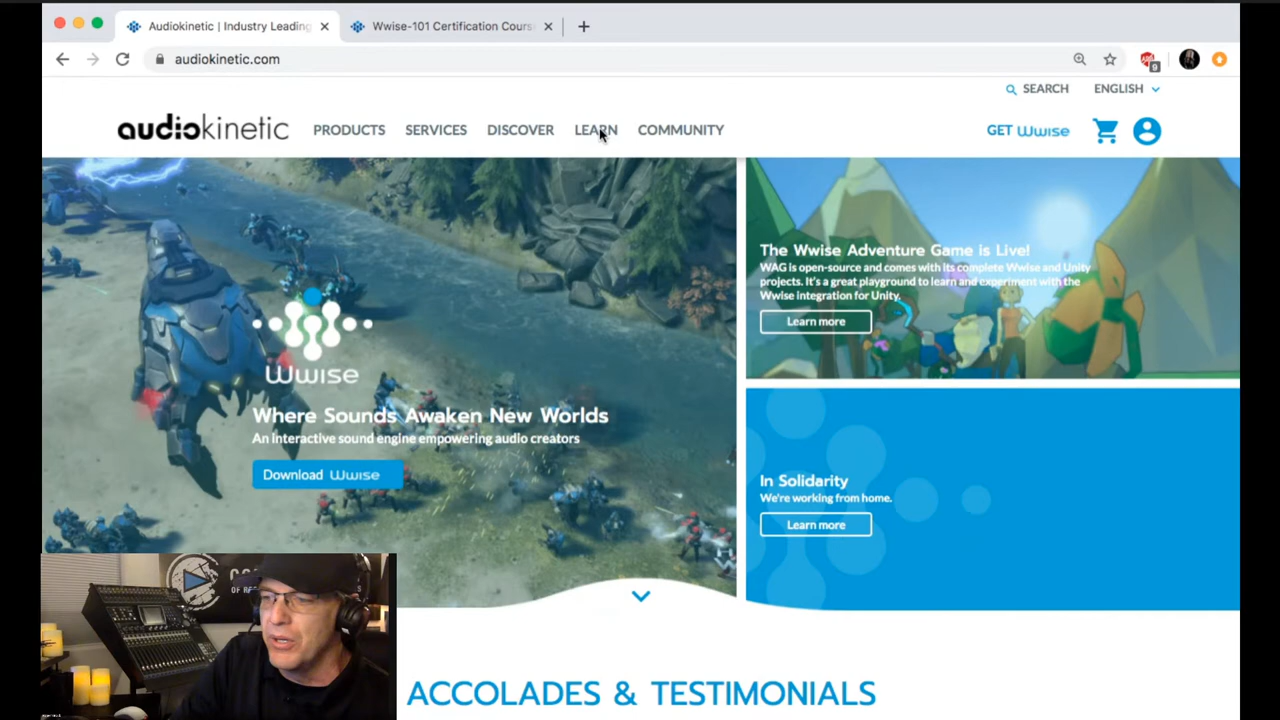 Audiokinetic | Industry Leading
Wwise-101 Certification Cours
audiokinetic.com
9
SEARCH
ENGLISH
audiokinetic
PRODUCTS
SERVICES
DISCOVER
LEARN
COMMUNITY
GET Wwise
Wwise
Where Sounds Awaken New Worlds
An interactive sound engine empowering audio creators
Download Wwise
The Wwise Adventure Game is Live!
WAG is open-source and comes with its complete Wwise and Unity
projects. It's a great playground to learn and experiment with the
Wwise integration for Unity.
Learn more
In Solidarity
We're working from home.
Learn more
ACCOLADES & TESTIMONIALS